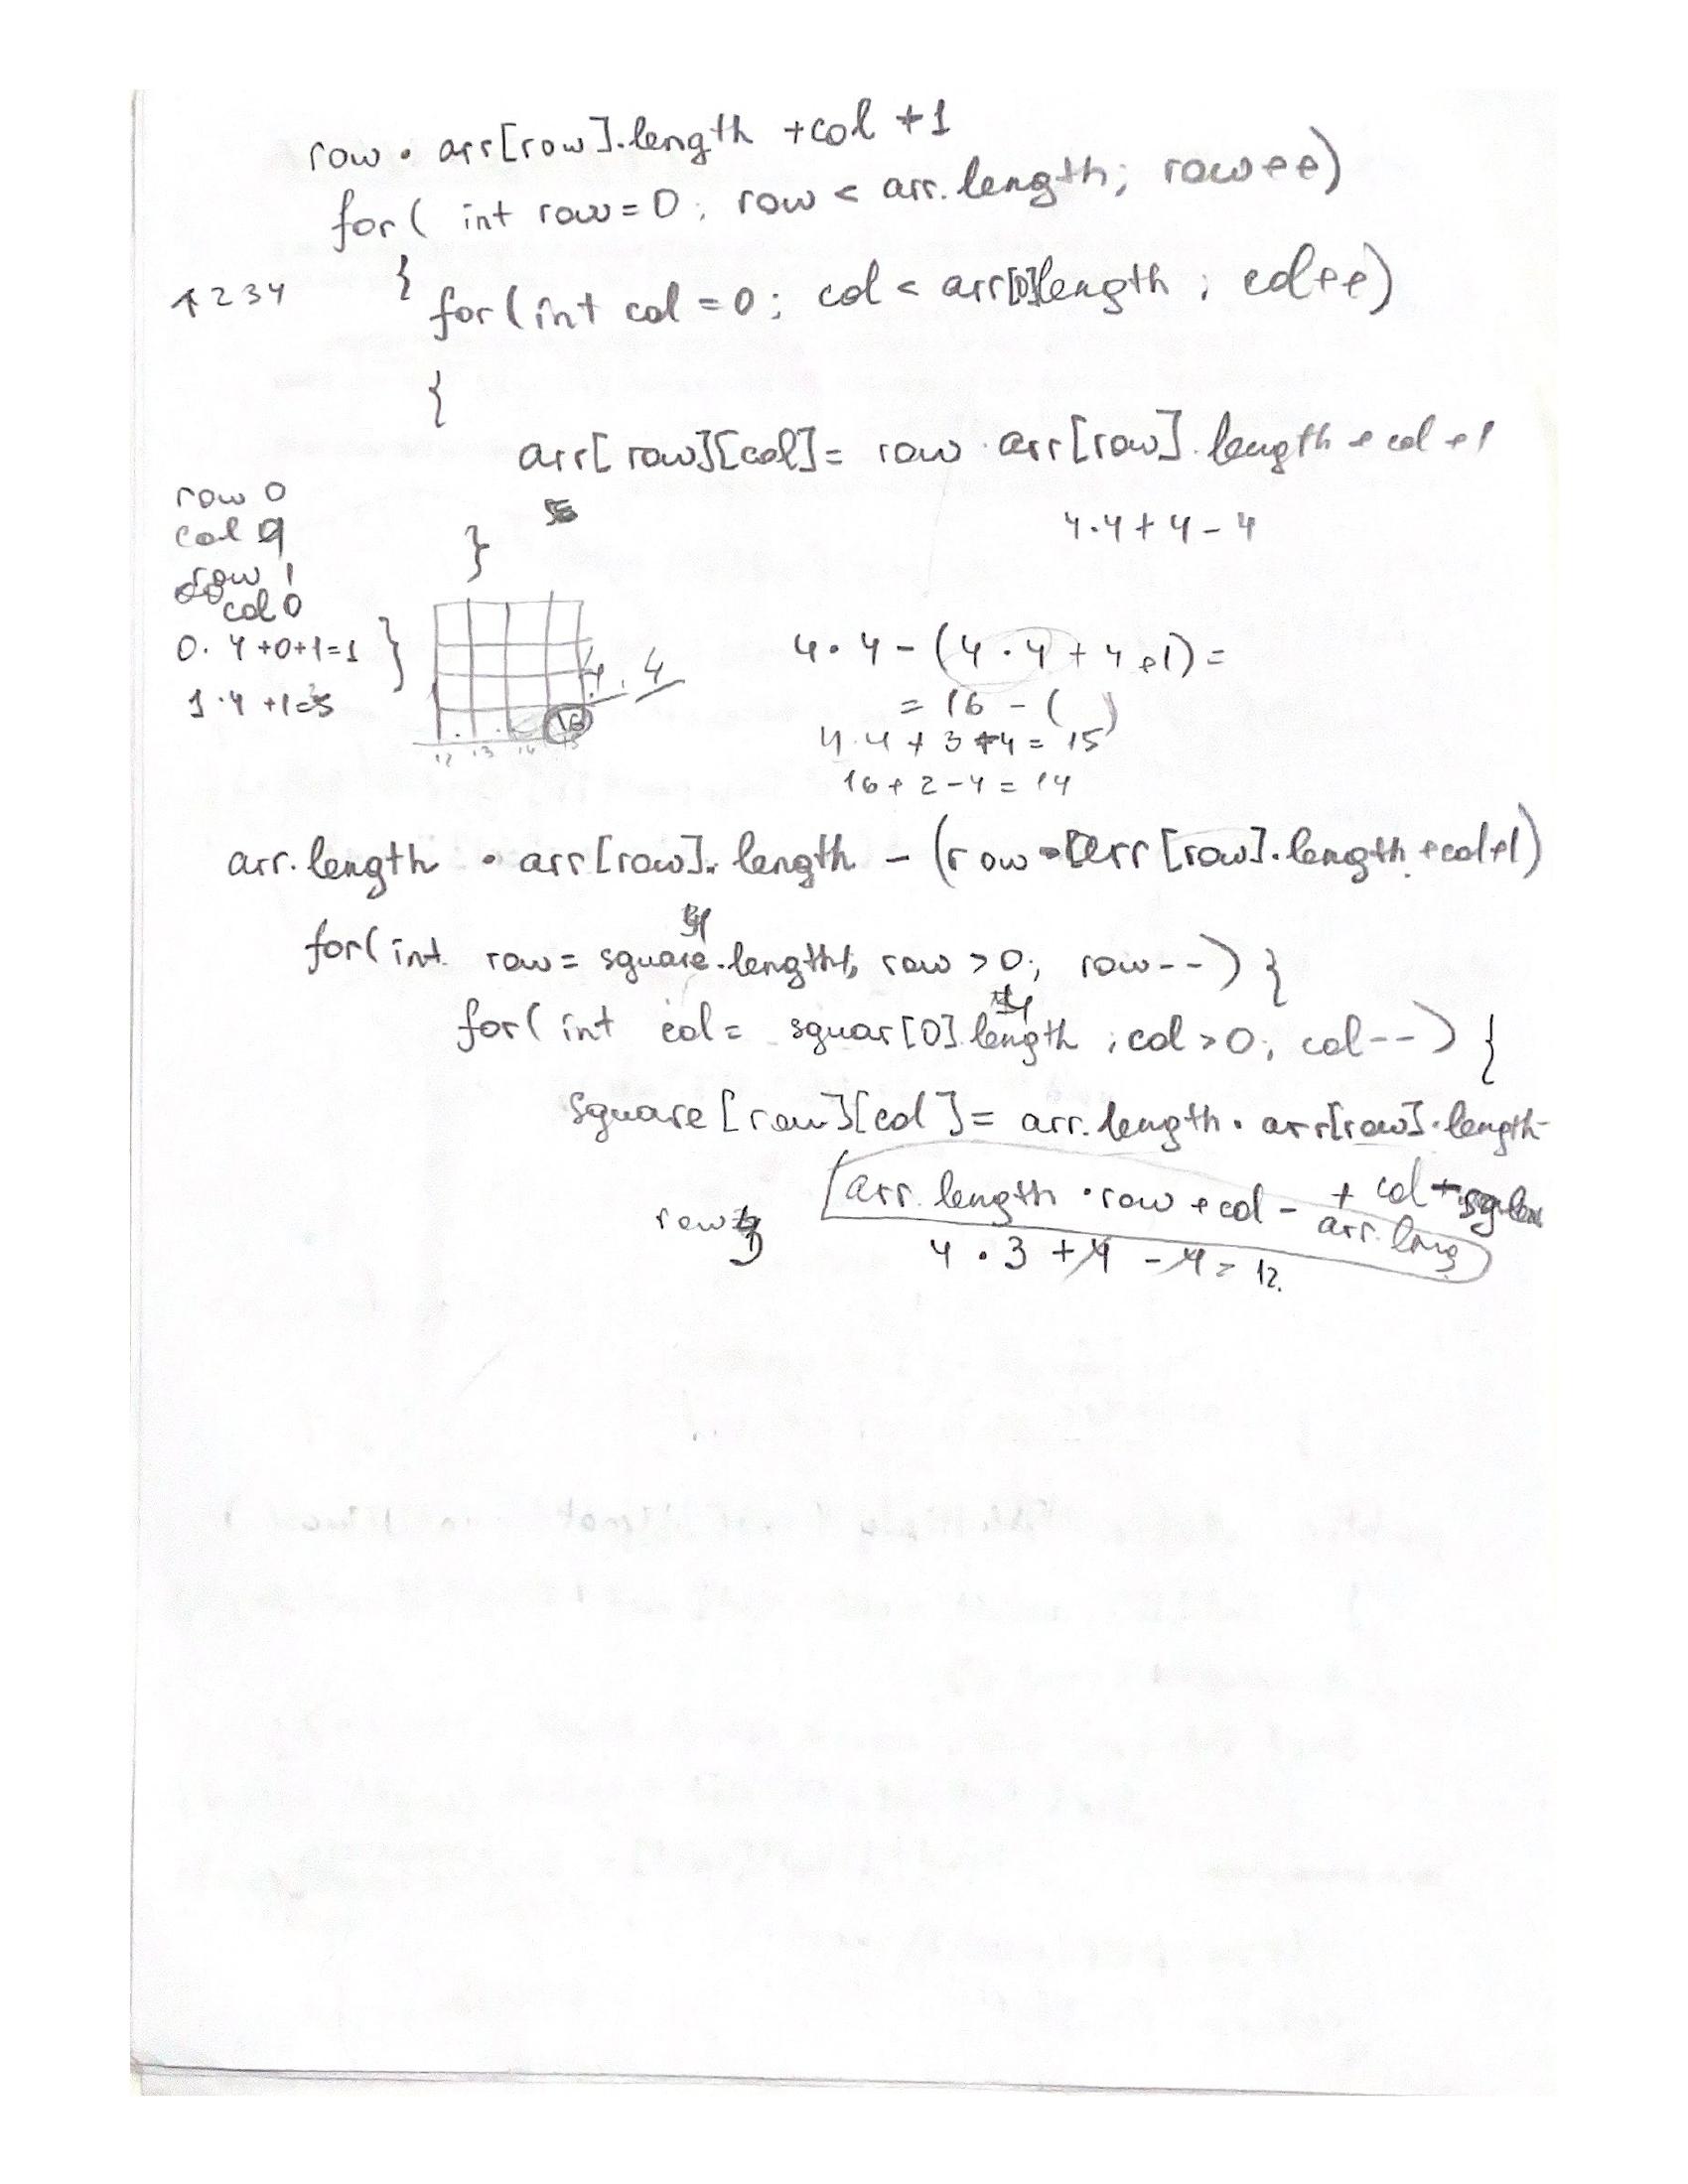 row · arr[row].length +col +1
for( int row=0; row < arr.length; row++)
1 2 3 4
{ for(int col=0; col < arr[0]length ; col++)
{
arr[row][col]= row · arr[row].length + col +1
row 0
col
4·4+4-4
}
row 1
col 0
0. 4+0+1=1 }
1·4 +1=5
4 . 4
16
12 13 14 15
4·4-(4·4+4+1)=
= 16 - ( )
4·4+3-4= 15
16+2-4=14
arr.length · arr[row].length - (row · arr[row].length +col+1)
for(int row= square.length; row >0; row--) {
for( int col= squar[0].length ; col>0; col--) {
square[row][col]= arr.length · arr[row].length-
arr.length · row + col - + col
arr.leng
row
4 · 3 + 4 - 4 = 12.